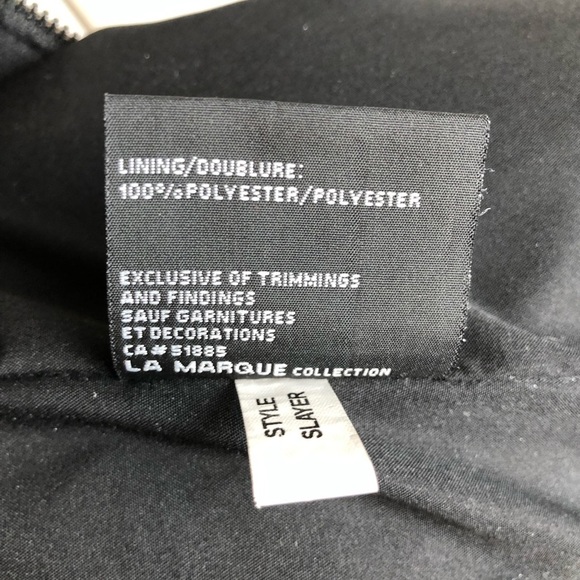 LINING/DOUBLURE:
100%POLYESTER/POLYESTER
EXCLUSIVE OF TRIMMINGS
AND FINDINGS
SAUF GARNITURES
ET DECORATIONS
CA# 51885
LA MARQUE COLLECTION
STYLE
SLAYER